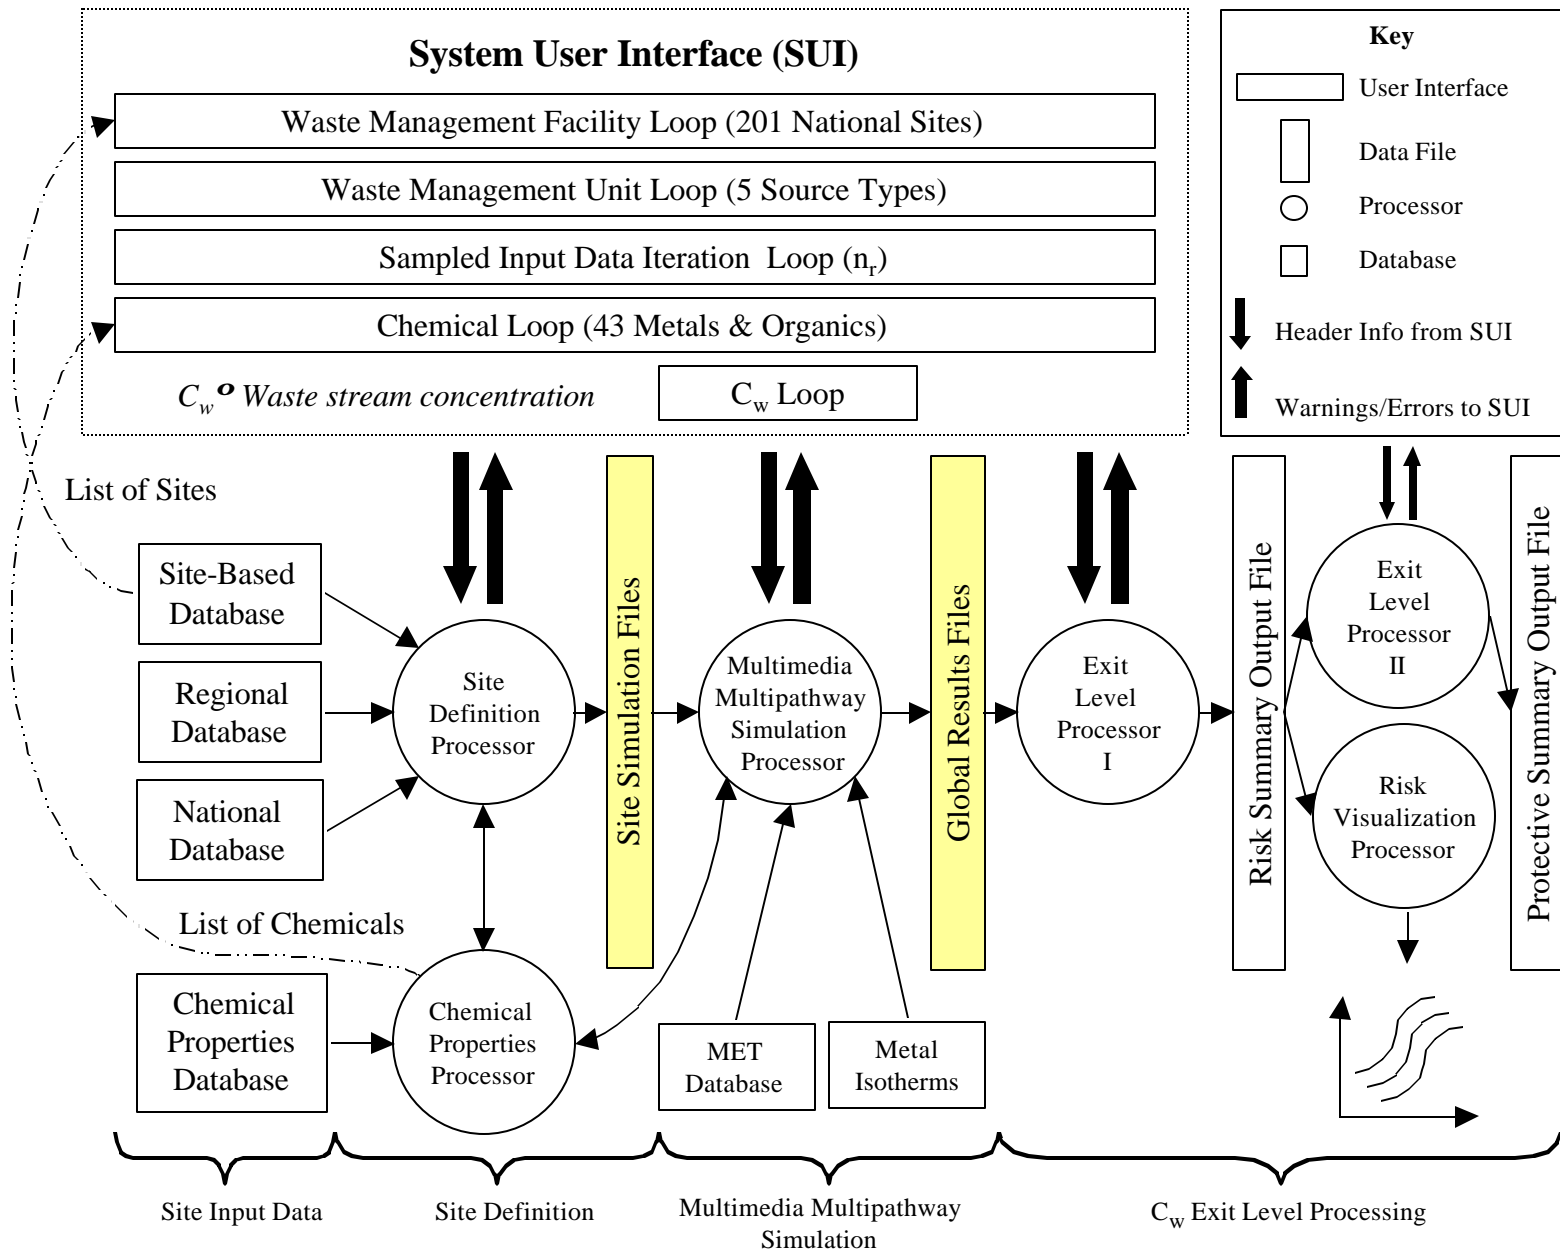 System User Interface (SUI)
Waste Management Facility Loop (201 National Sites)
Waste Management Unit Loop (5 Source Types)
Sampled Input Data Iteration Loop (nr)
Chemical Loop (43 Metals & Organics)
Cw o Waste stream concentration
Cw Loop
Key
User Interface
Data File
Processor
Database
Header Info from SUI
Warnings/Errors to SUI
List of Sites
Site-Based
Database
Regional
Database
National
Database
List of Chemicals
Chemical
Properties
Database
Site
Definition
Processor
Chemical
Properties
Processor
Site Simulation Files
Multimedia
Multipathway
Simulation
Processor
MET
Database
Metal
Isotherms
Global Results Files
Exit
Level
Processor
I
Risk Summary Output File
Exit
Level
Processor
II
Risk
Visualization
Processor
Protective Summary Output File
Site Input Data
Site Definition
Multimedia Multipathway
Simulation
Cw Exit Level Processing